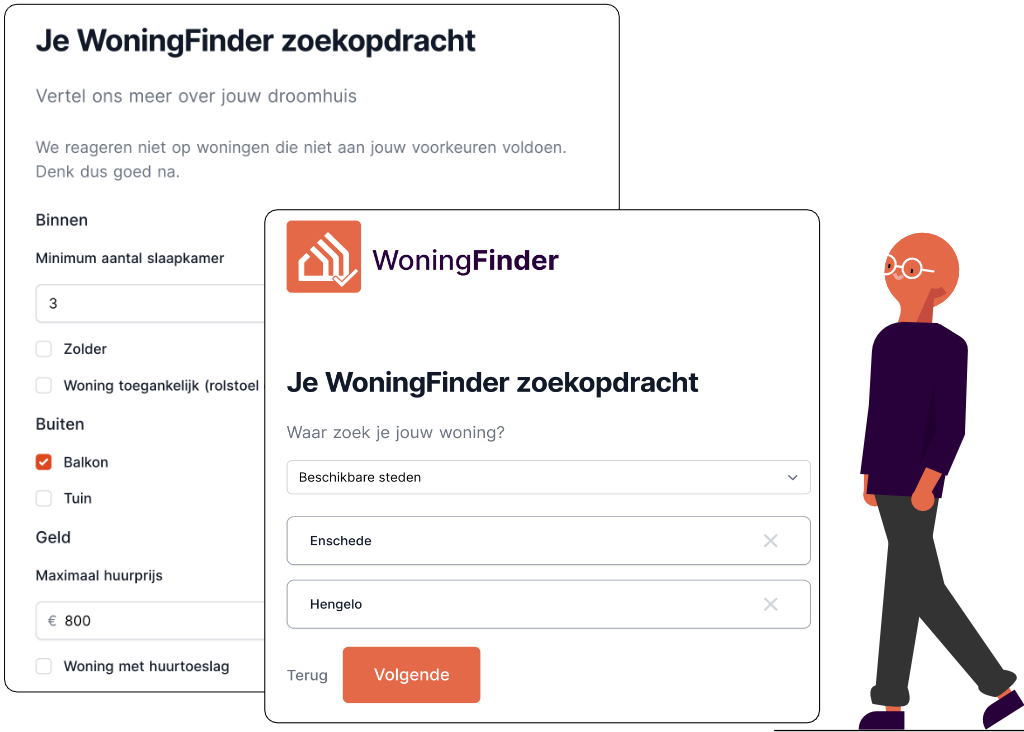 Je WoningFinder zoekopdracht
Vertel ons meer over jouw droomhuis
We reageren niet op woningen die niet aan jouw voorkeuren voldoen.
Denk dus goed na.
Binnen
Minimum aantal slaapkamer
3
Zolder
Woning toegankelijk (rolstoel
Buiten
Balkon
Tuin
Geld
Maximaal huurprijs
€ 800
Woning met huurtoeslag
WoningFinder
Je WoningFinder zoekopdracht
Waar zoek je jouw woning?
Beschikbare steden
Enschede
Hengelo
Terug
Volgende